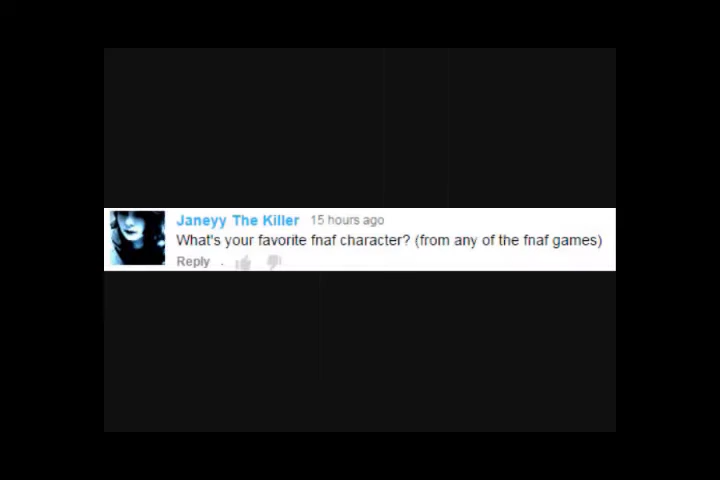 Janeyy The Killer 15 hours ago
What's your favorite fnaf character? (from any of the fnaf games)
Reply .